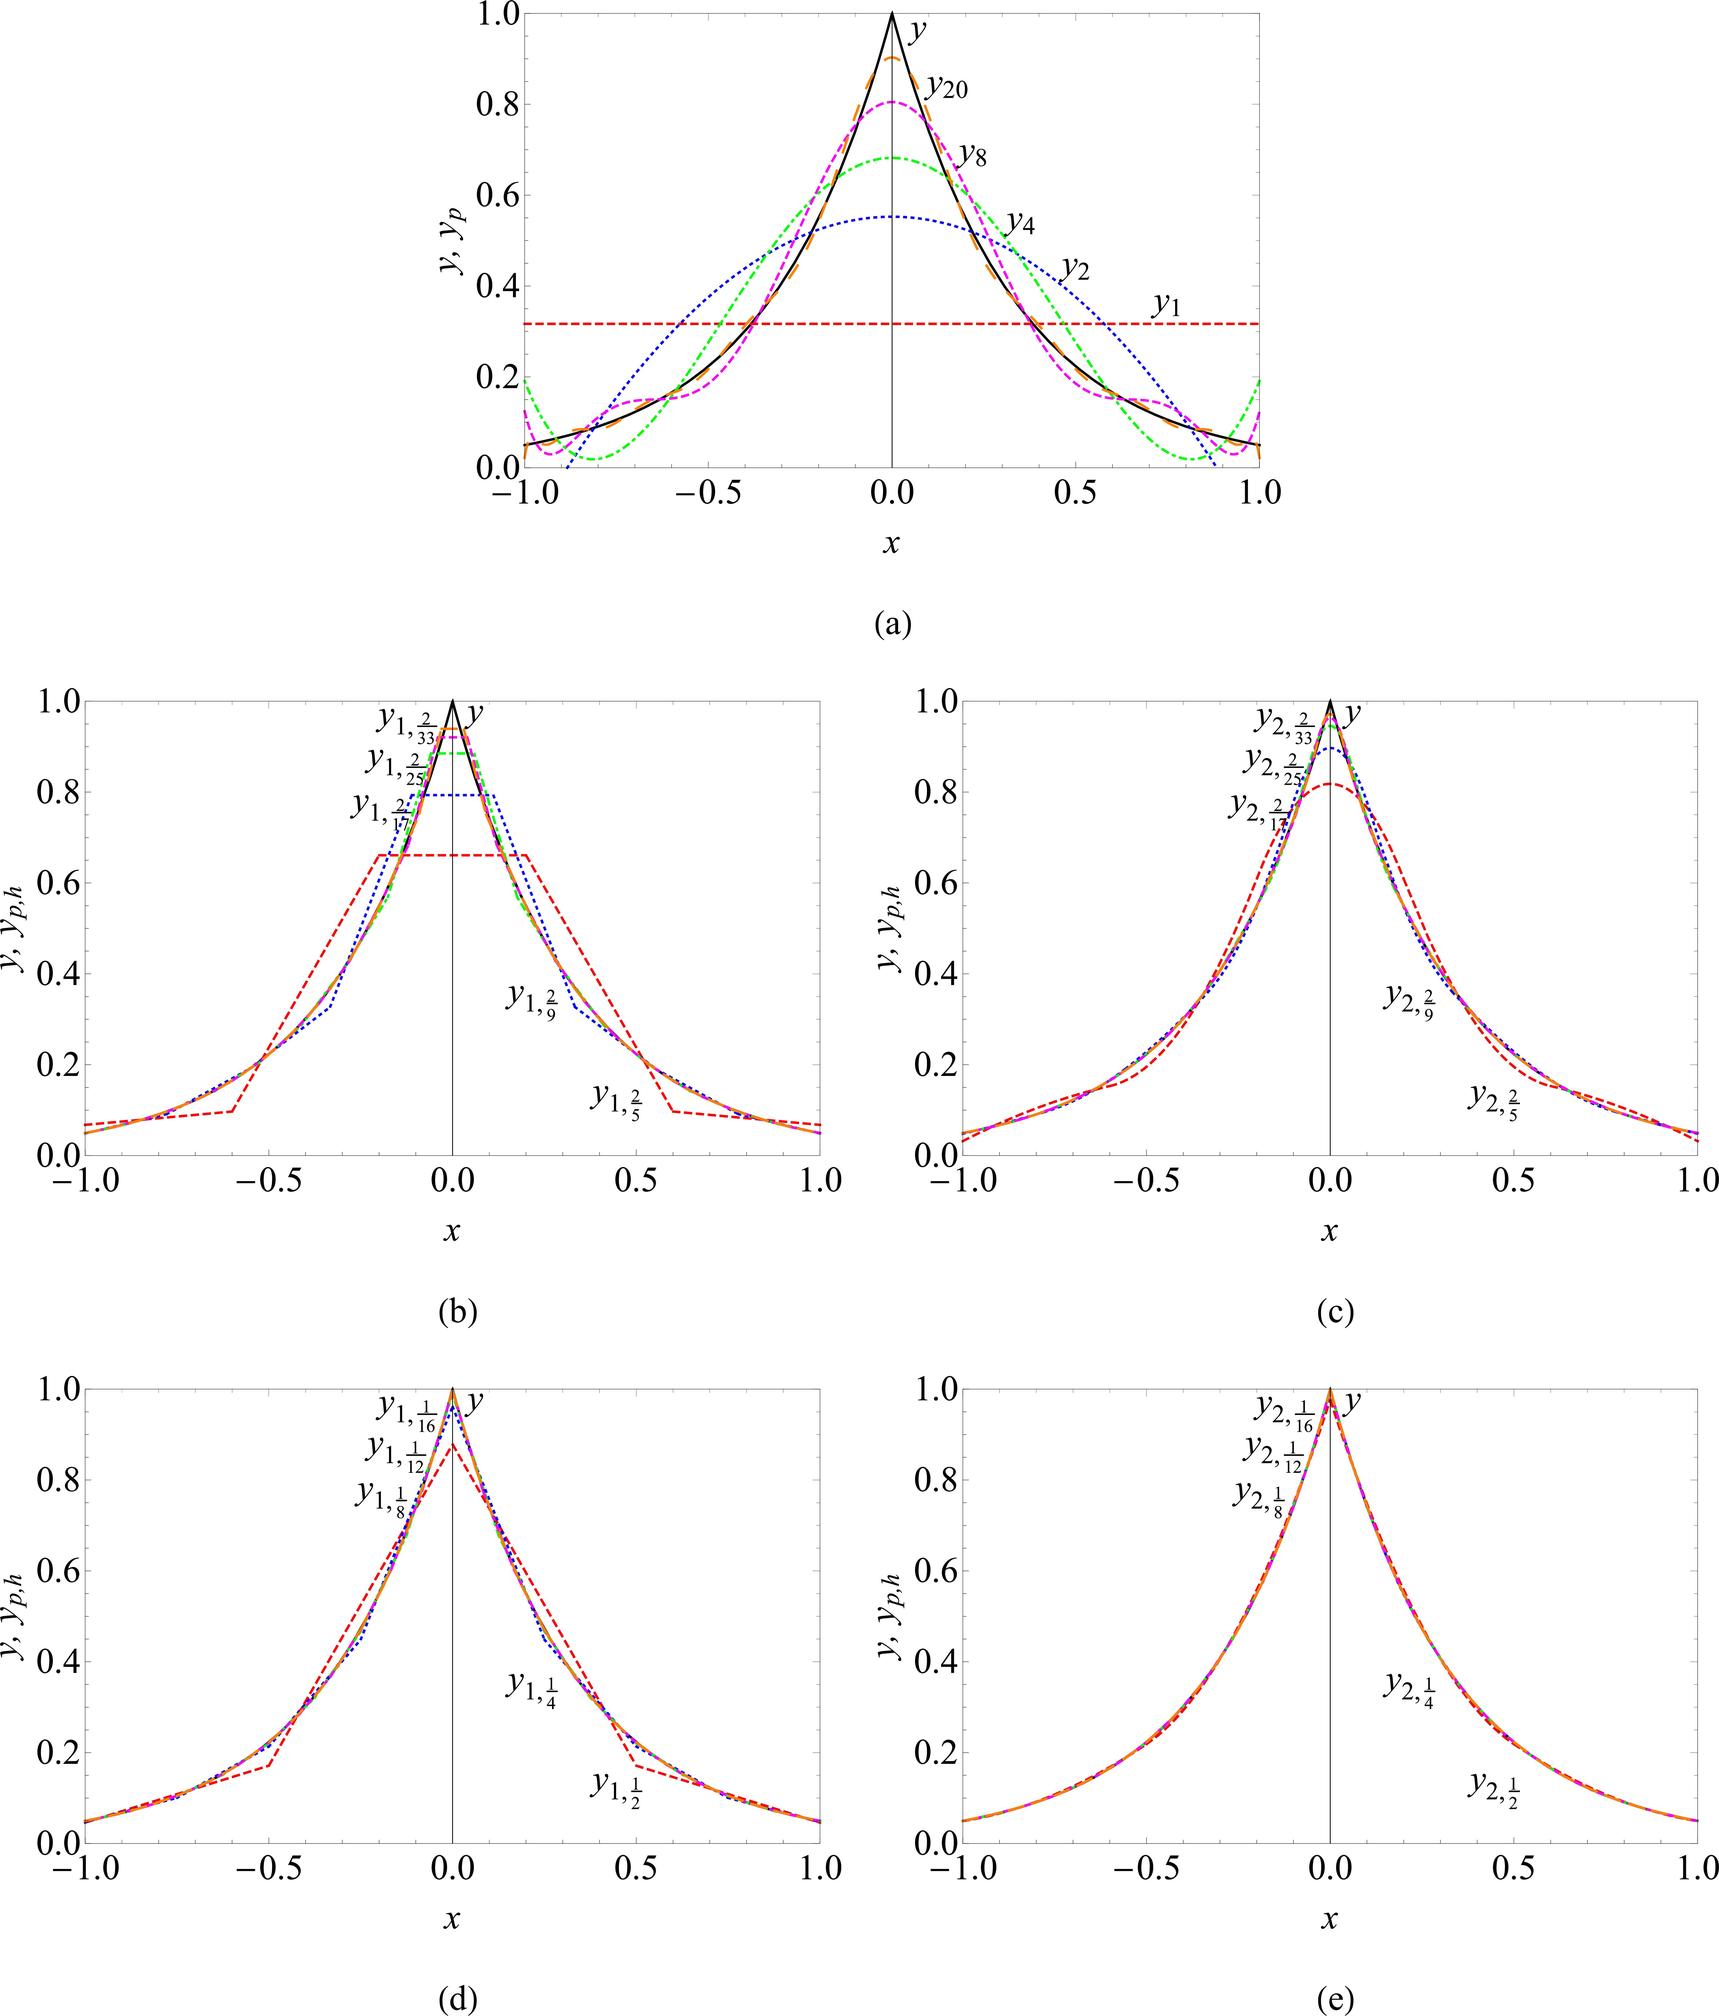 1.0
y
y20
0.8
y8
0.6
y4
y, yp
y2
0.4
y1
0.2
0.0
−1.0 −0.5 0.0 0.5 1.0
x
(a)
1.0
y1,2/33 y
y1,2/25
0.8
y1,2/17
0.6
y, yp,h
0.4
y1,2/9
0.2
y1,2/5
0.0
−1.0 −0.5 0.0 0.5 1.0
x
(b)
1.0
y2,2/33 y
y2,2/25
0.8
y2,2/17
0.6
y, yp,h
0.4
y2,2/9
0.2
y2,2/5
0.0
−1.0 −0.5 0.0 0.5 1.0
x
(c)
1.0
y1,1/16 y
y1,1/12
0.8
y1,1/8
0.6
y, yp,h
0.4
y1,1/4
0.2
y1,1/2
0.0
−1.0 −0.5 0.0 0.5 1.0
x
(d)
1.0
y2,1/16 y
y2,1/12
0.8
y2,1/8
0.6
y, yp,h
0.4
y2,1/4
0.2
y2,1/2
0.0
−1.0 −0.5 0.0 0.5 1.0
x
(e)